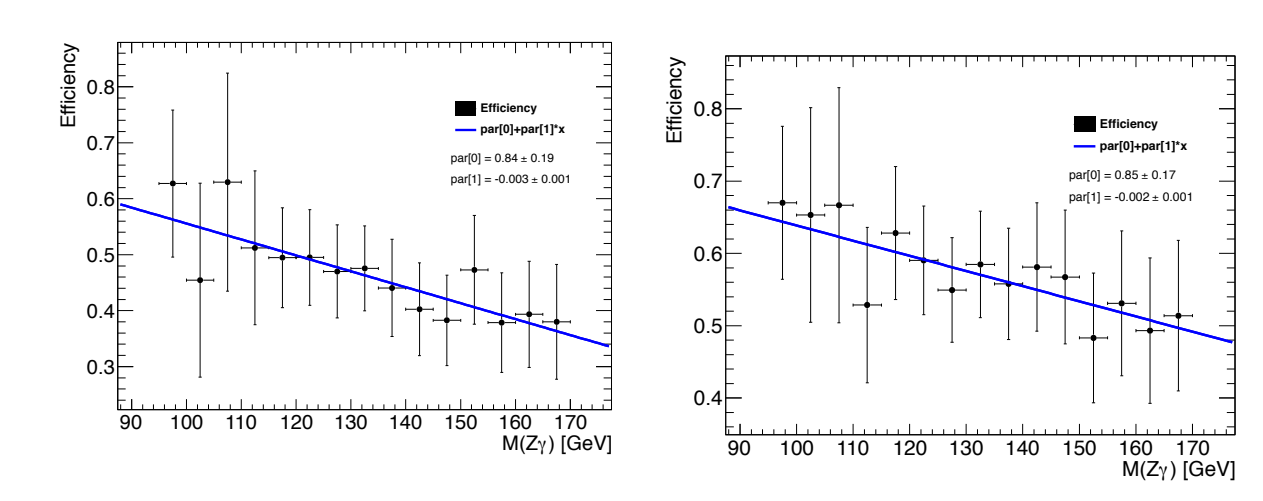 Efficiency
0.8
0.7
0.6
0.5
0.4
0.3
Efficiency
par[0]+par[1]*x
par[0] = 0.84 ± 0.19
par[1] = -0.003 ± 0.001
90 100 110 120 130 140 150 160 170
M(Zγ) [GeV]
Efficiency
0.8
0.7
0.6
0.5
0.4
Efficiency
par[0]+par[1]*x
par[0] = 0.85 ± 0.17
par[1] = -0.002 ± 0.001
90 100 110 120 130 140 150 160 170
M(Zγ) [GeV]